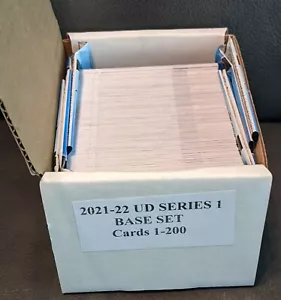 2021-22 UD SERIES 1
BASE SET
Cards 1-200